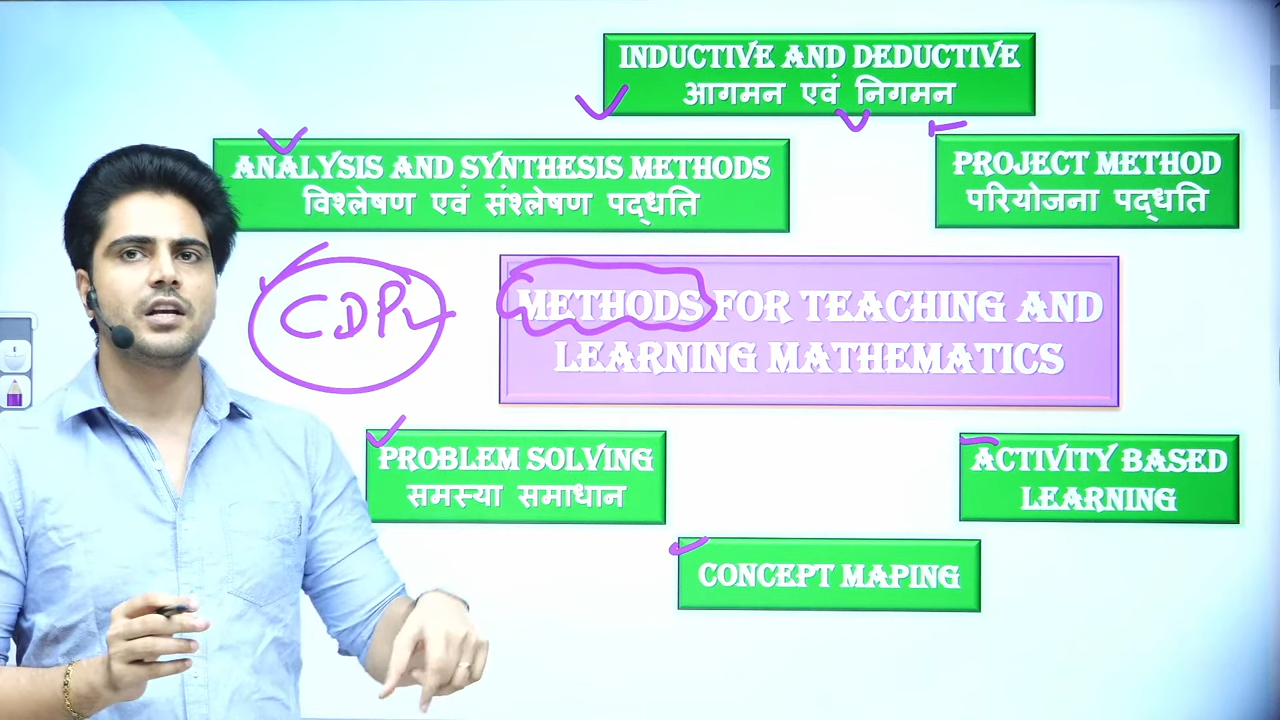 INDUCTIVE AND DEDUCTIVE
आगमन एवं निगमन
ANALYSIS AND SYNTHESIS METHODS
विश्लेषण एवं संश्लेषण पद्धति
PROJECT METHOD
परियोजना पद्धति
CDP
METHODS FOR TEACHING AND
LEARNING MATHEMATICS
PROBLEM SOLVING
समस्या समाधान
ACTIVITY BASED
LEARNING
CONCEPT MAPING